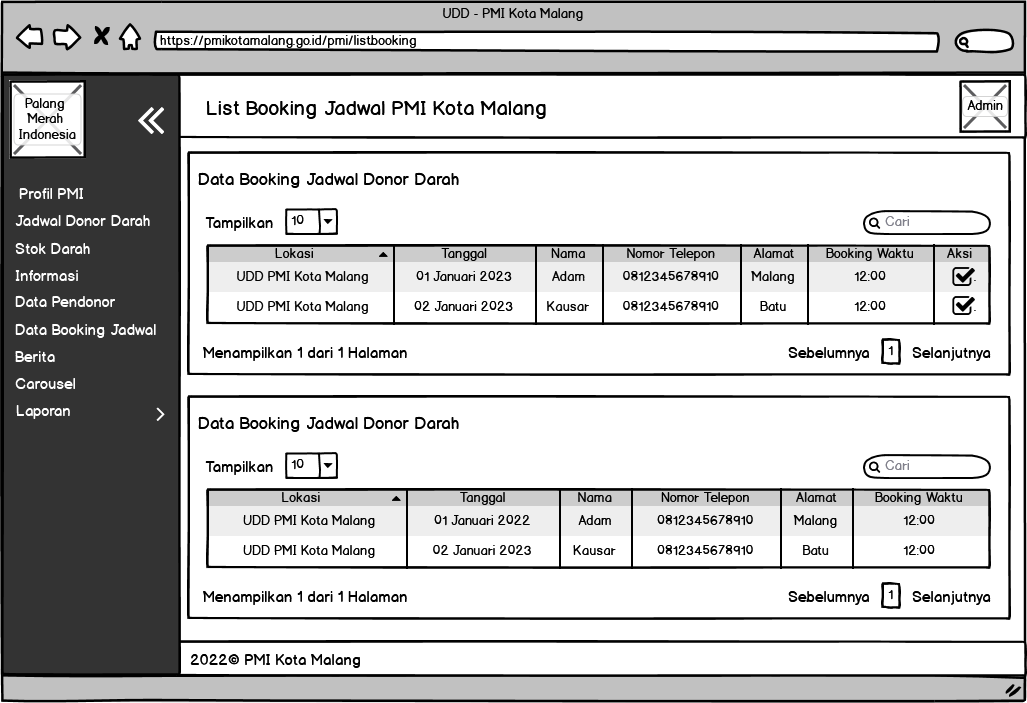 UDD - PMI Kota Malang
https://pmikotamalang.go.id/pmi/listbooking
Palang
Merah
Indonesia
List Booking Jadwal PMI Kota Malang
Admin
Profil PMI
Jadwal Donor Darah
Stok Darah
Informasi
Data Pendonor
Data Booking Jadwal
Berita
Carousel
Laporan
Data Booking Jadwal Donor Darah
Tampilkan 10
Cari
Lokasi Tanggal Nama Nomor Telepon Alamat Booking Waktu Aksi
UDD PMI Kota Malang 01 Januari 2023 Adam 0812345678910 Malang 12:00
UDD PMI Kota Malang 02 Januari 2023 Kausar 0812345678910 Batu 12:00
Menampilkan 1 dari 1 Halaman Sebelumnya 1 Selanjutnya
Data Booking Jadwal Donor Darah
Tampilkan 10
Cari
Lokasi Tanggal Nama Nomor Telepon Alamat Booking Waktu
UDD PMI Kota Malang 01 Januari 2022 Adam 0812345678910 Malang 12:00
UDD PMI Kota Malang 02 Januari 2023 Kausar 0812345678910 Batu 12:00
Menampilkan 1 dari 1 Halaman Sebelumnya 1 Selanjutnya
2022© PMI Kota Malang